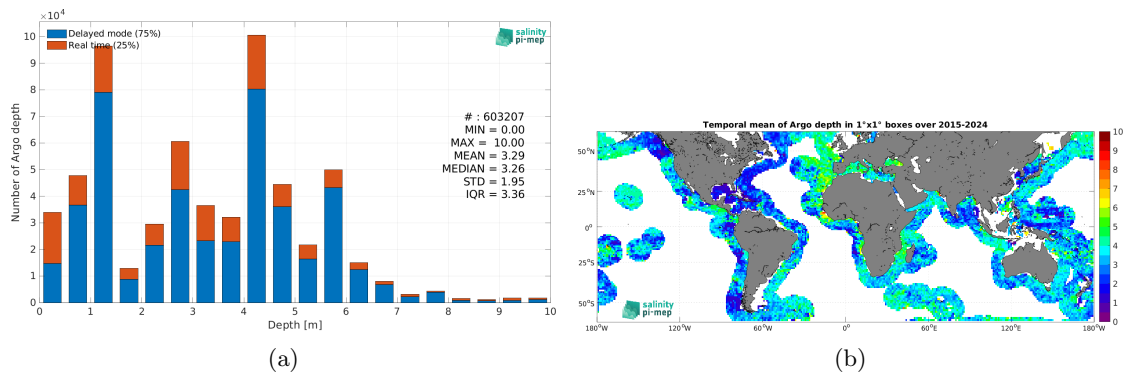 ×10^4
Delayed mode (75%)
Real time (25%)
salinity
pi-mep
# : 603207
MIN = 0.00
MAX = 10.00
MEAN = 3.29
MEDIAN = 3.26
STD = 1.95
IQR = 3.36
Number of Argo depth
10
9
8
7
6
5
4
3
2
1
0
0 1 2 3 4 5 6 7 8 9 10
Depth [m]
(a)
Temporal mean of Argo depth in 1°x1° boxes over 2015-2024
50°N
25°N
0°
25°S
50°S
180°W 120°W 60°W 0° 60°W 120°W 180°W
10
9
8
7
6
5
4
3
2
1
0
salinity
pi-mep
(b)